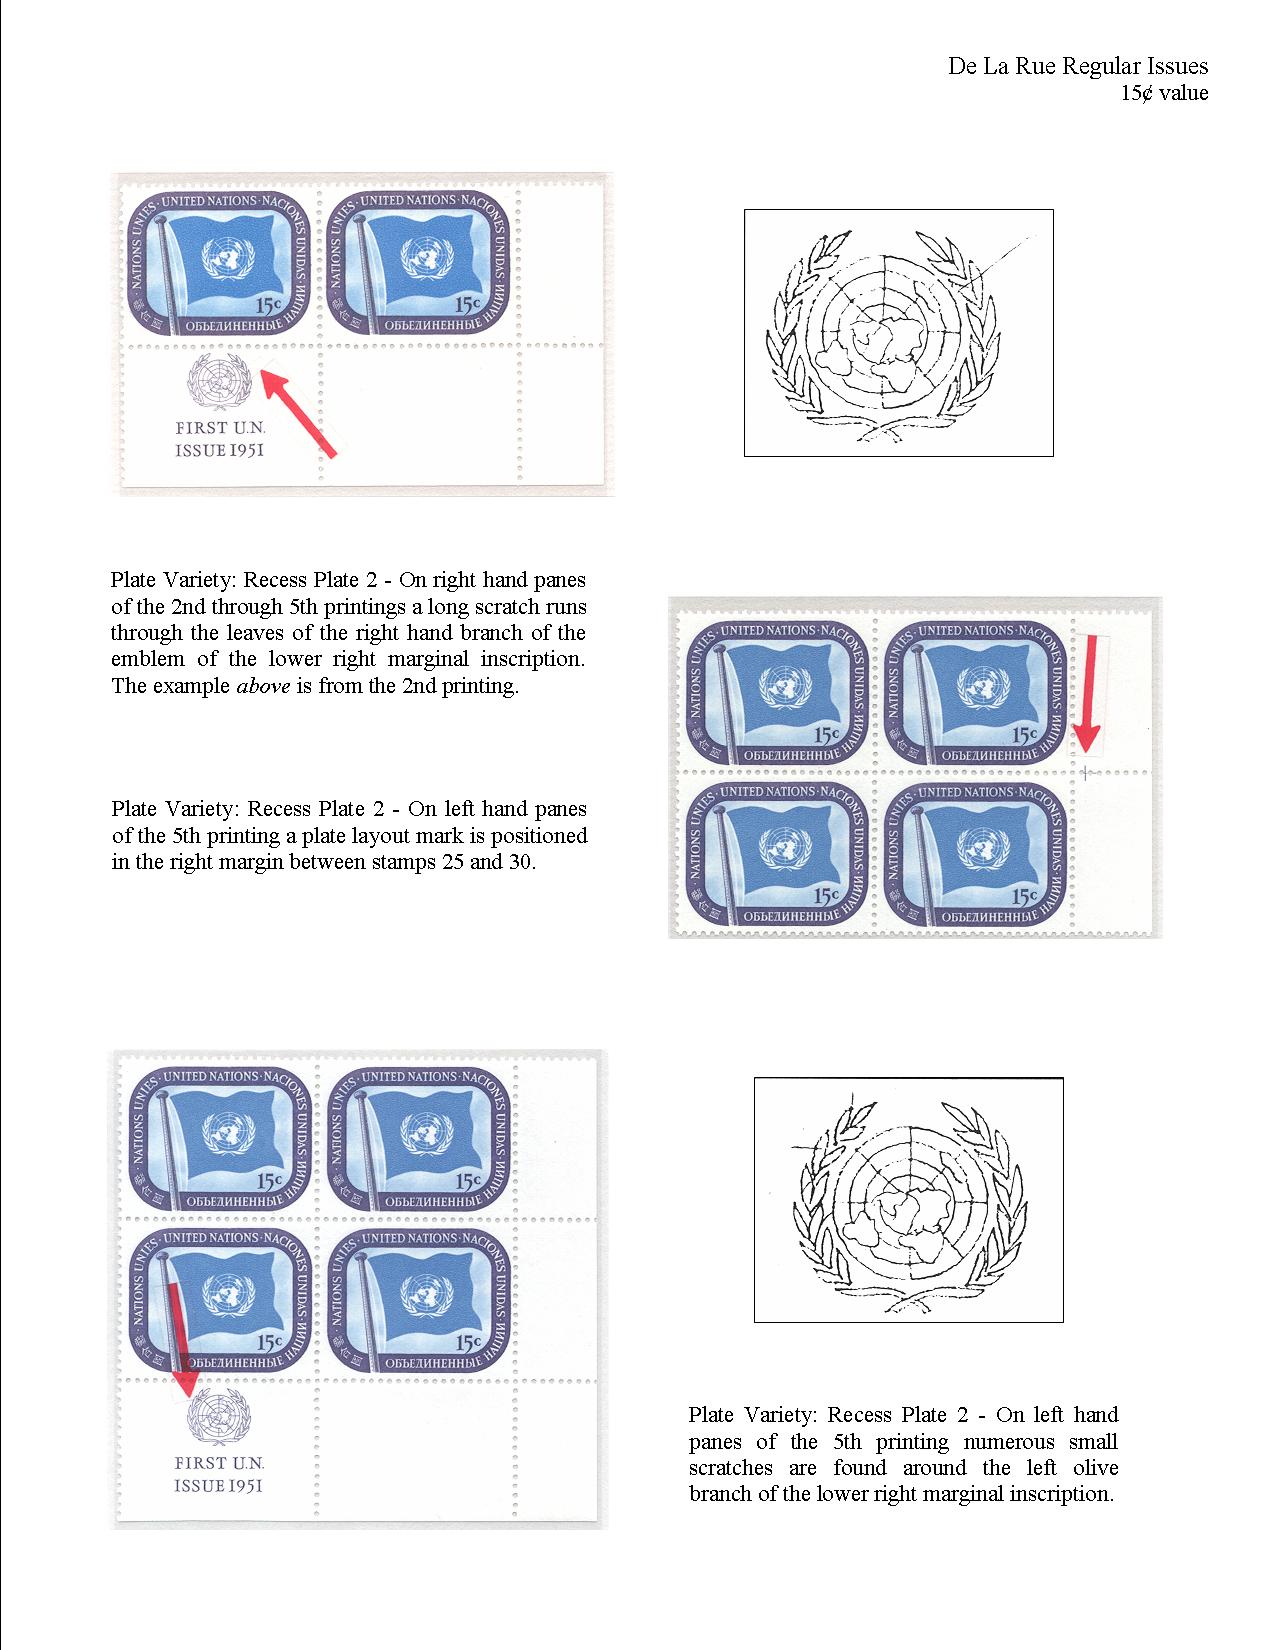 De La Rue Regular Issues
15¢ value
NATIONS UNIES · UNITED NATIONS · NACIONES UNIDAS · ОБЪЕДИНЕННЫЕ НАЦИИ
15c
NATIONS UNIES · UNITED NATIONS · NACIONES UNIDAS · ОБЪЕДИНЕННЫЕ НАЦИИ
15c
FIRST U.N.
ISSUE 1951
Plate Variety: Recess Plate 2 - On right hand panes
of the 2nd through 5th printings a long scratch runs
through the leaves of the right hand branch of the
emblem of the lower right marginal inscription.
The example above is from the 2nd printing.
NATIONS UNIES · UNITED NATIONS · NACIONES UNIDAS · ОБЪЕДИНЕННЫЕ НАЦИИ
15c
NATIONS UNIES · UNITED NATIONS · NACIONES UNIDAS · ОБЪЕДИНЕННЫЕ НАЦИИ
15c
NATIONS UNIES · UNITED NATIONS · NACIONES UNIDAS · ОБЪЕДИНЕННЫЕ НАЦИИ
15c
NATIONS UNIES · UNITED NATIONS · NACIONES UNIDAS · ОБЪЕДИНЕННЫЕ НАЦИИ
15c
Plate Variety: Recess Plate 2 - On left hand panes
of the 5th printing a plate layout mark is positioned
in the right margin between stamps 25 and 30.
NATIONS UNIES · UNITED NATIONS · NACIONES UNIDAS · ОБЪЕДИНЕННЫЕ НАЦИИ
15c
NATIONS UNIES · UNITED NATIONS · NACIONES UNIDAS · ОБЪЕДИНЕННЫЕ НАЦИИ
15c
NATIONS UNIES · UNITED NATIONS · NACIONES UNIDAS · ОБЪЕДИНЕННЫЕ НАЦИИ
15c
NATIONS UNIES · UNITED NATIONS · NACIONES UNIDAS · ОБЪЕДИНЕННЫЕ НАЦИИ
15c
FIRST U.N.
ISSUE 1951
Plate Variety: Recess Plate 2 - On left hand
panes of the 5th printing numerous small
scratches are found around the left olive
branch of the lower right marginal inscription.